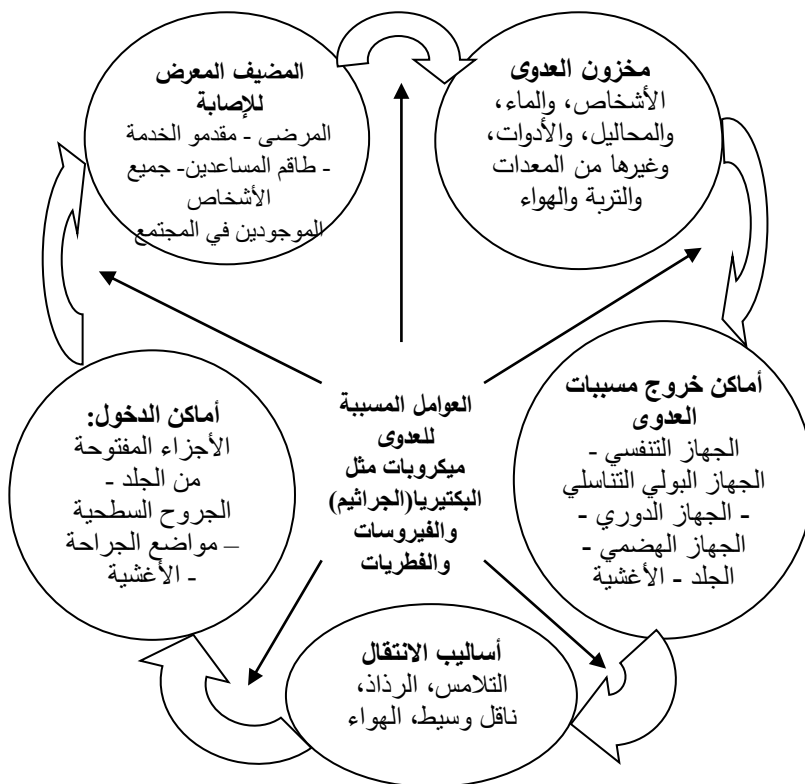 مخزون العدوى
الأشخاص، والماء،
والمحاليل، والأدوات،
وغيرها من المعدات
والتربة والهواء
المضيف المعرض
للإصابة
المرضى - مقدمو الخدمة
- طاقم المساعدين- جميع
الأشخاص
الموجودين في المجتمع
أماكن خروج مسببات
العدوى
الجهاز التنفسي -
الجهاز البولي التناسلي
- الجهاز الدوري -
الجهاز الهضمي -
الجلد - الأغشية
العوامل المسببة
للعدوى
ميكروبات مثل
البكتيريا(الجراثيم)
والفيروسات
والفطريات
أماكن الدخول:
الأجزاء المفتوحة
من الجلد -
الجروح السطحية
– مواضع الجراحة
- الأغشية
أساليب الانتقال
التلامس، الرذاذ،
ناقل وسيط، الهواء